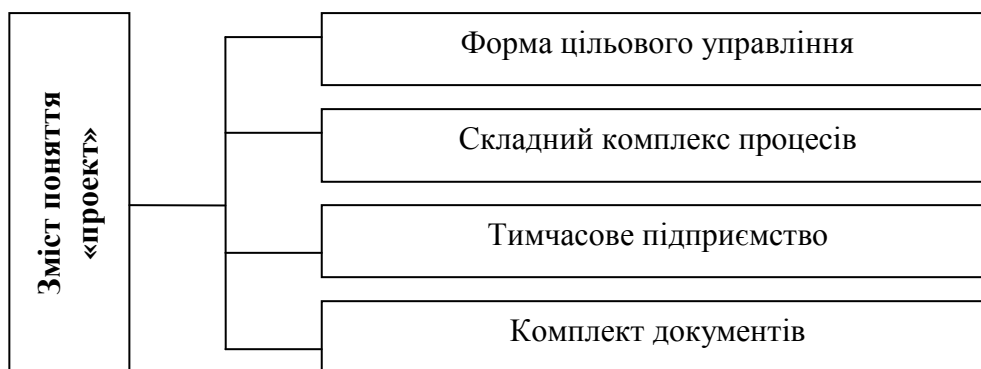 Зміст поняття
«проект»
Форма цільового управління
Складний комплекс процесів
Тимчасове підприємство
Комплект документів